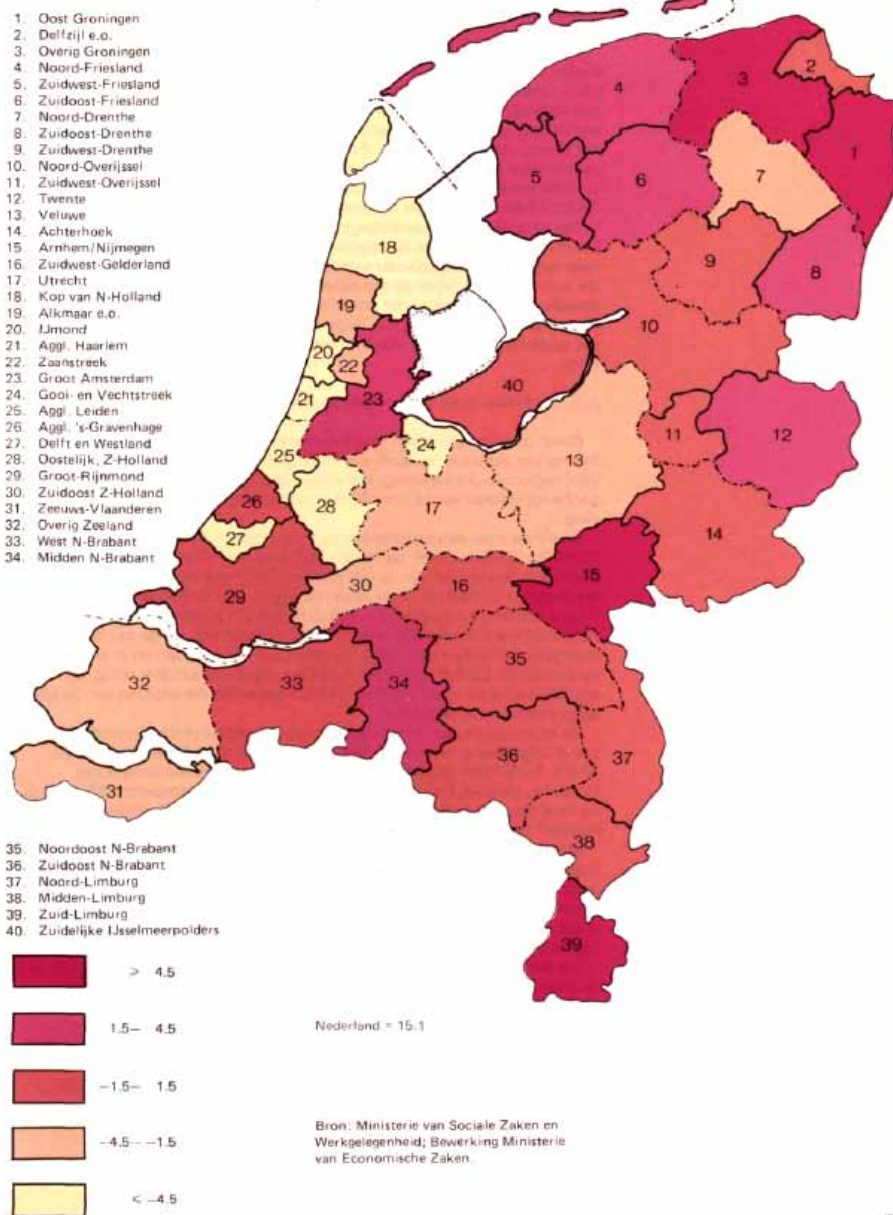 1. Oost Groningen
2. Delfzijl e.o.
3. Overig Groningen
4. Noord-Friesland
5. Zuidwest-Friesland
6. Zuidoost-Friesland
7. Noord-Drenthe
8. Zuidoost-Drenthe
9. Zuidwest-Drenthe
10. Noord-Overijssel
11. Zuidwest-Overijssel
12. Twente
13. Veluwe
14. Achterhoek
15. Arnhem/Nijmegen
16. Zuidwest-Gelderland
17. Utrecht
18. Kop van N-Holland
19. Alkmaar e.o.
20. IJmond
21. Aggl. Haarlem
22. Zaanstreek
23. Groot Amsterdam
24. Gooi- en Vechtstreek
25. Aggl. Leiden
26. Aggl. 's-Gravenhage
27. Delft en Westland
28. Oostelijk. Z-Holland
29. Groot-Rijnmond
30. Zuidoost Z-Holland
31. Zeeuws-Vlaanderen
32. Overig Zeeland
33. West N-Brabant
34. Midden N-Brabant
4
3
2
1
5
6
7
8
9
18
19
10
20
22
21
23
40
24
25
11
12
13
28
17
26
27
14
15
30
16
29
35
32
33
34
36
37
31
38
39
35. Noordoost N-Brabant
36. Zuidoost N-Brabant
37. Noord-Limburg
38. Midden-Limburg
39. Zuid-Limburg
40. Zuidelijke IJsselmeerpolders
> 4.5
1.5– 4.5
–1.5– 1.5
–4.5– –1.5
< –4.5
Nederland = 15.1
Bron: Ministerie van Sociale Zaken en
Werkgelegenheid; Bewerking Ministerie
van Economische Zaken.